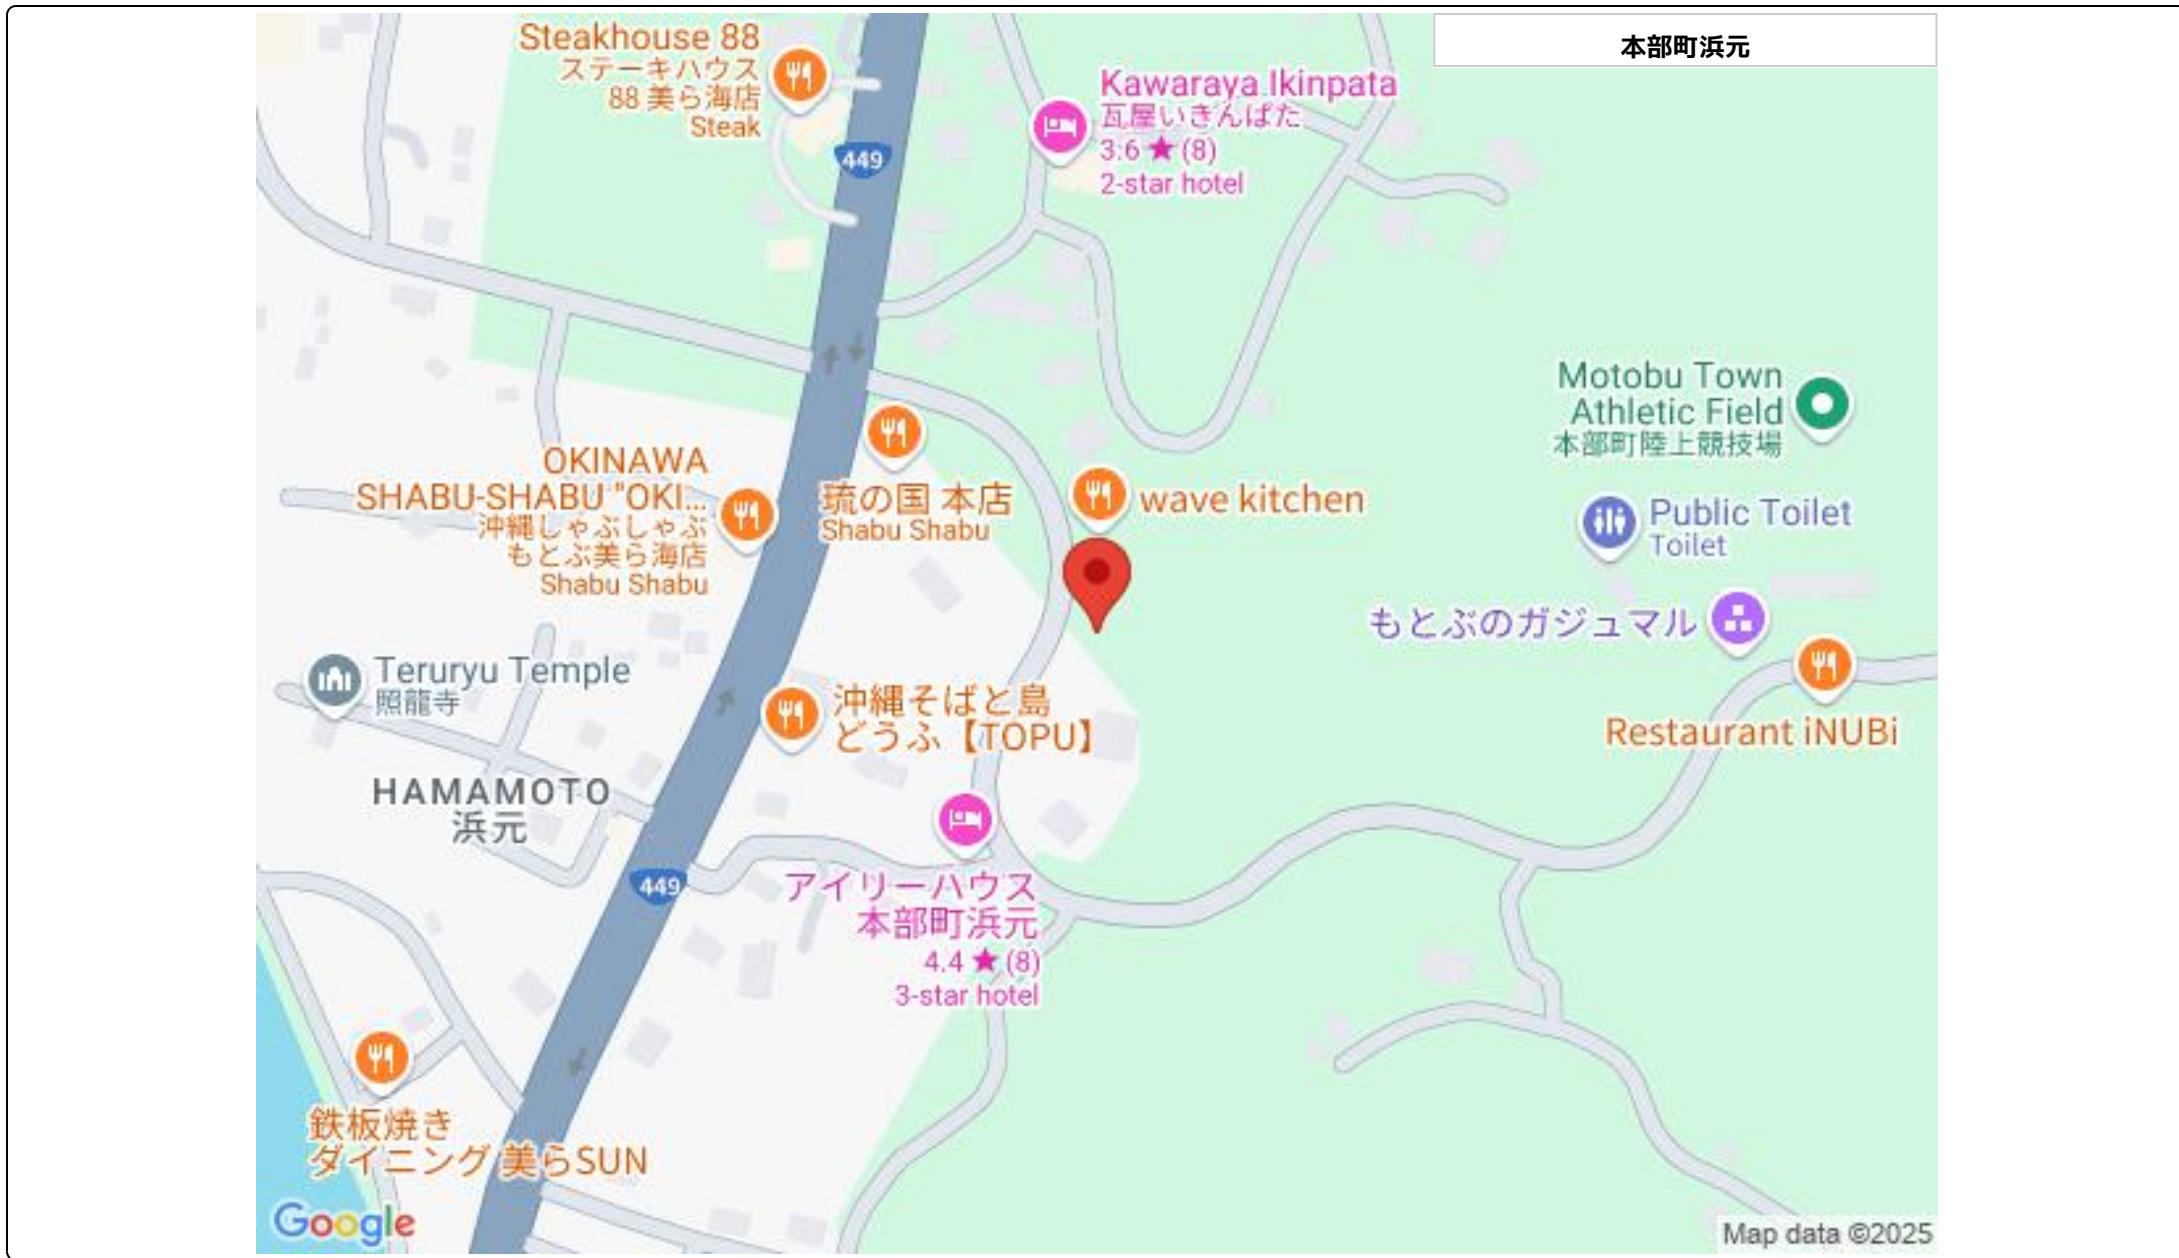 本部町浜元
Steakhouse 88
ステーキハウス
88 美ら海店
Steak
449
Kawaraya Ikinpata
瓦屋いきんぱた
3.6 ★ (8)
2-star hotel
Motobu Town
Athletic Field
本部町陸上競技場
OKINAWA
SHABU-SHABU "OKI...
沖縄しゃぶしゃぶ
もとぶ美ら海店
Shabu Shabu
琉の国 本店
Shabu Shabu
wave kitchen
Public Toilet
Toilet
もとぶのガジュマル
Restaurant iNUBi
Teruryu Temple
照龍寺
沖縄そばと島
どうふ【TOPU】
HAMAMOTO
浜元
449
アイリーハウス
本部町浜元
4.4 ★ (8)
3-star hotel
鉄板焼き
ダイニング 美らSUN
Google
Map data ©2025